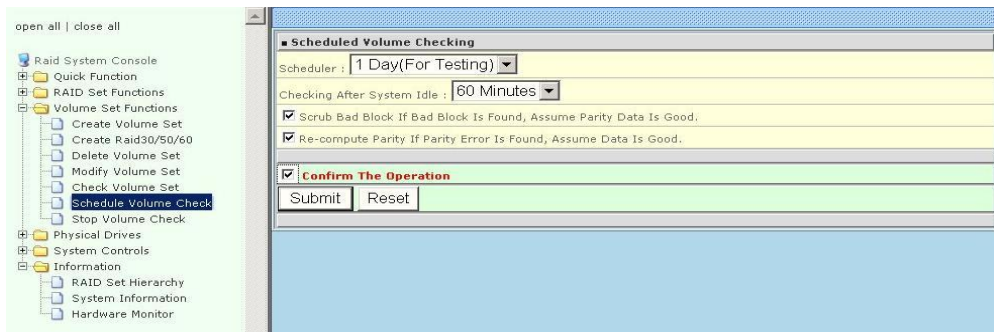 open all | close all
Raid System Console
Quick Function
RAID Set Functions
Volume Set Functions
Create Volume Set
Create Raid30/50/60
Delete Volume Set
Modify Volume Set
Check Volume Set
Schedule Volume Check
Stop Volume Check
Physical Drives
System Controls
Information
RAID Set Hierarchy
System Information
Hardware Monitor
Scheduled Volume Checking
Scheduler : 1 Day(For Testing)
Checking After System Idle : 60 Minutes
Scrub Bad Block If Bad Block Is Found, Assume Parity Data Is Good.
Re-compute Parity If Parity Error Is Found, Assume Data Is Good.
Confirm The Operation
Submit Reset